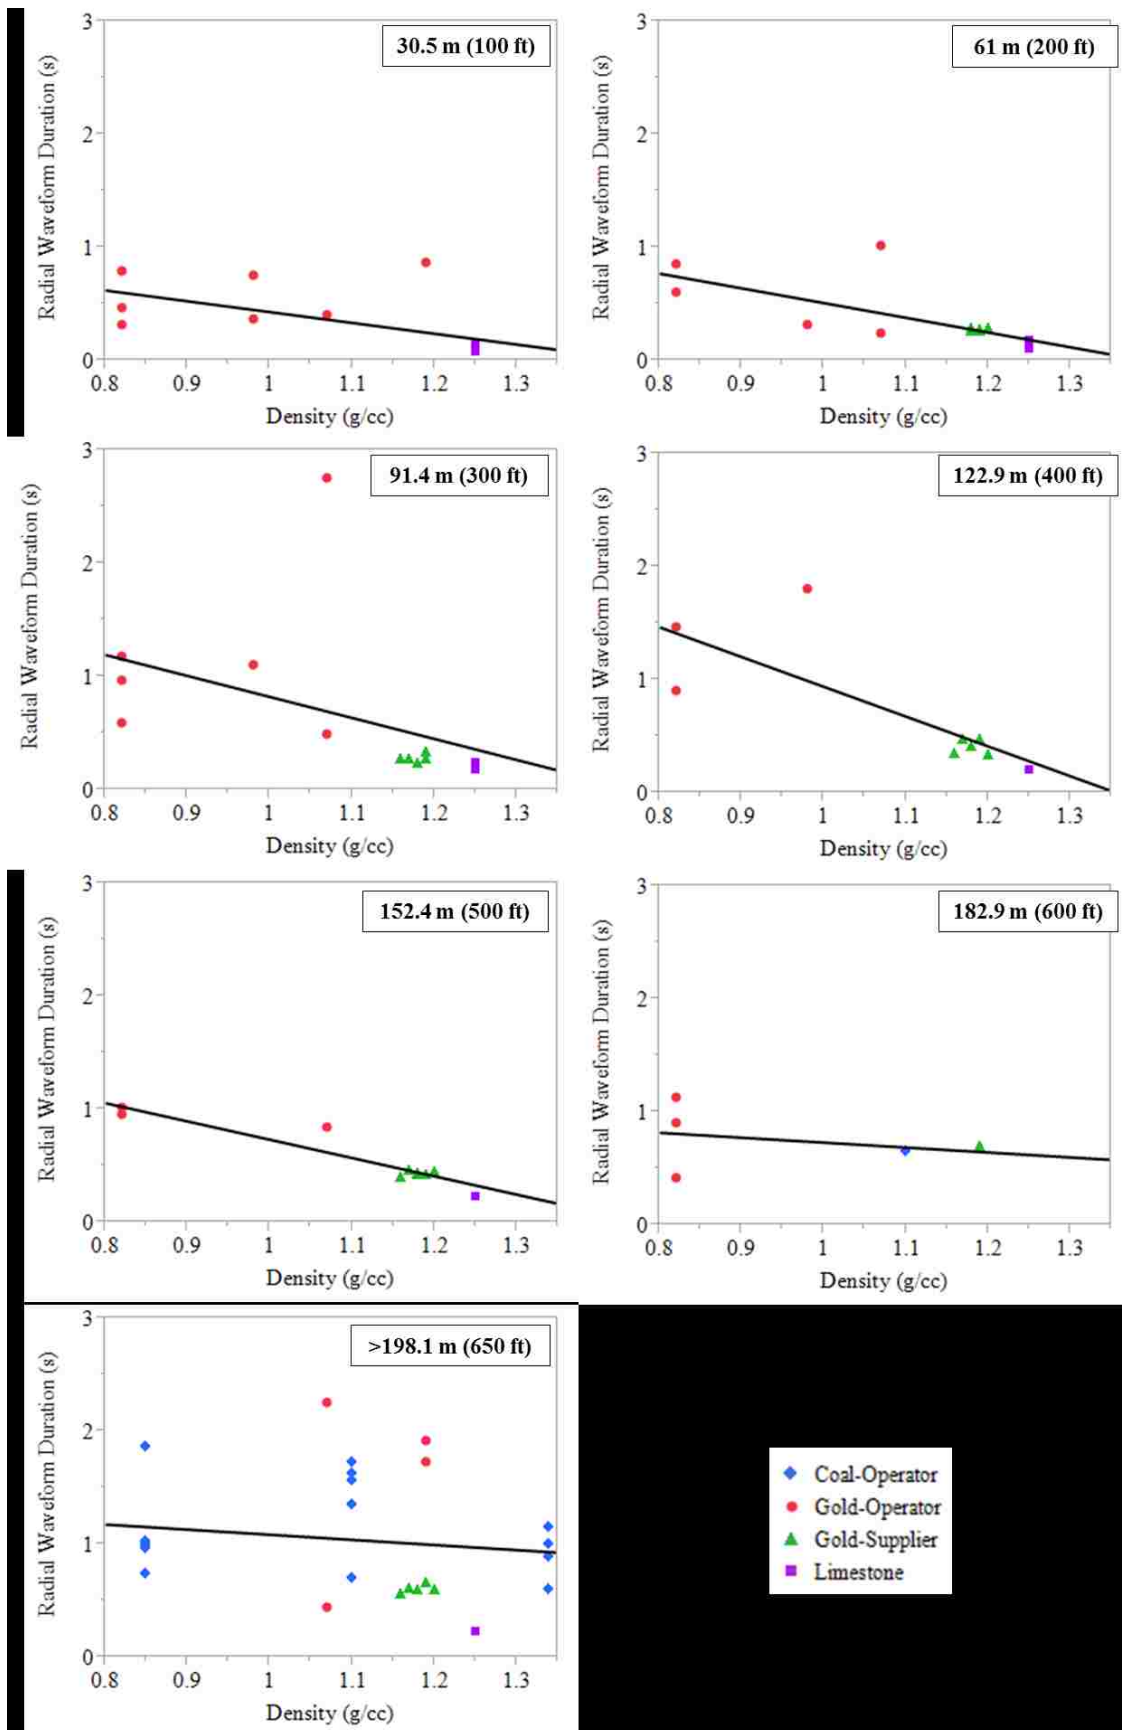 30.5 m (100 ft)
Radial Waveform Duration (s)
3
2
1
0
0.8 0.9 1 1.1 1.2 1.3
Density (g/cc)
61 m (200 ft)
Radial Waveform Duration (s)
3
2
1
0
0.8 0.9 1 1.1 1.2 1.3
Density (g/cc)
91.4 m (300 ft)
Radial Waveform Duration (s)
3
2
1
0
0.8 0.9 1 1.1 1.2 1.3
Density (g/cc)
122.9 m (400 ft)
Radial Waveform Duration (s)
3
2
1
0
0.8 0.9 1 1.1 1.2 1.3
Density (g/cc)
152.4 m (500 ft)
Radial Waveform Duration (s)
3
2
1
0
0.8 0.9 1 1.1 1.2 1.3
Density (g/cc)
182.9 m (600 ft)
Radial Waveform Duration (s)
3
2
1
0
0.8 0.9 1 1.1 1.2 1.3
Density (g/cc)
>198.1 m (650 ft)
Radial Waveform Duration (s)
3
2
1
0
0.8 0.9 1 1.1 1.2 1.3
Density (g/cc)
Coal-Operator
Gold-Operator
Gold-Supplier
Limestone